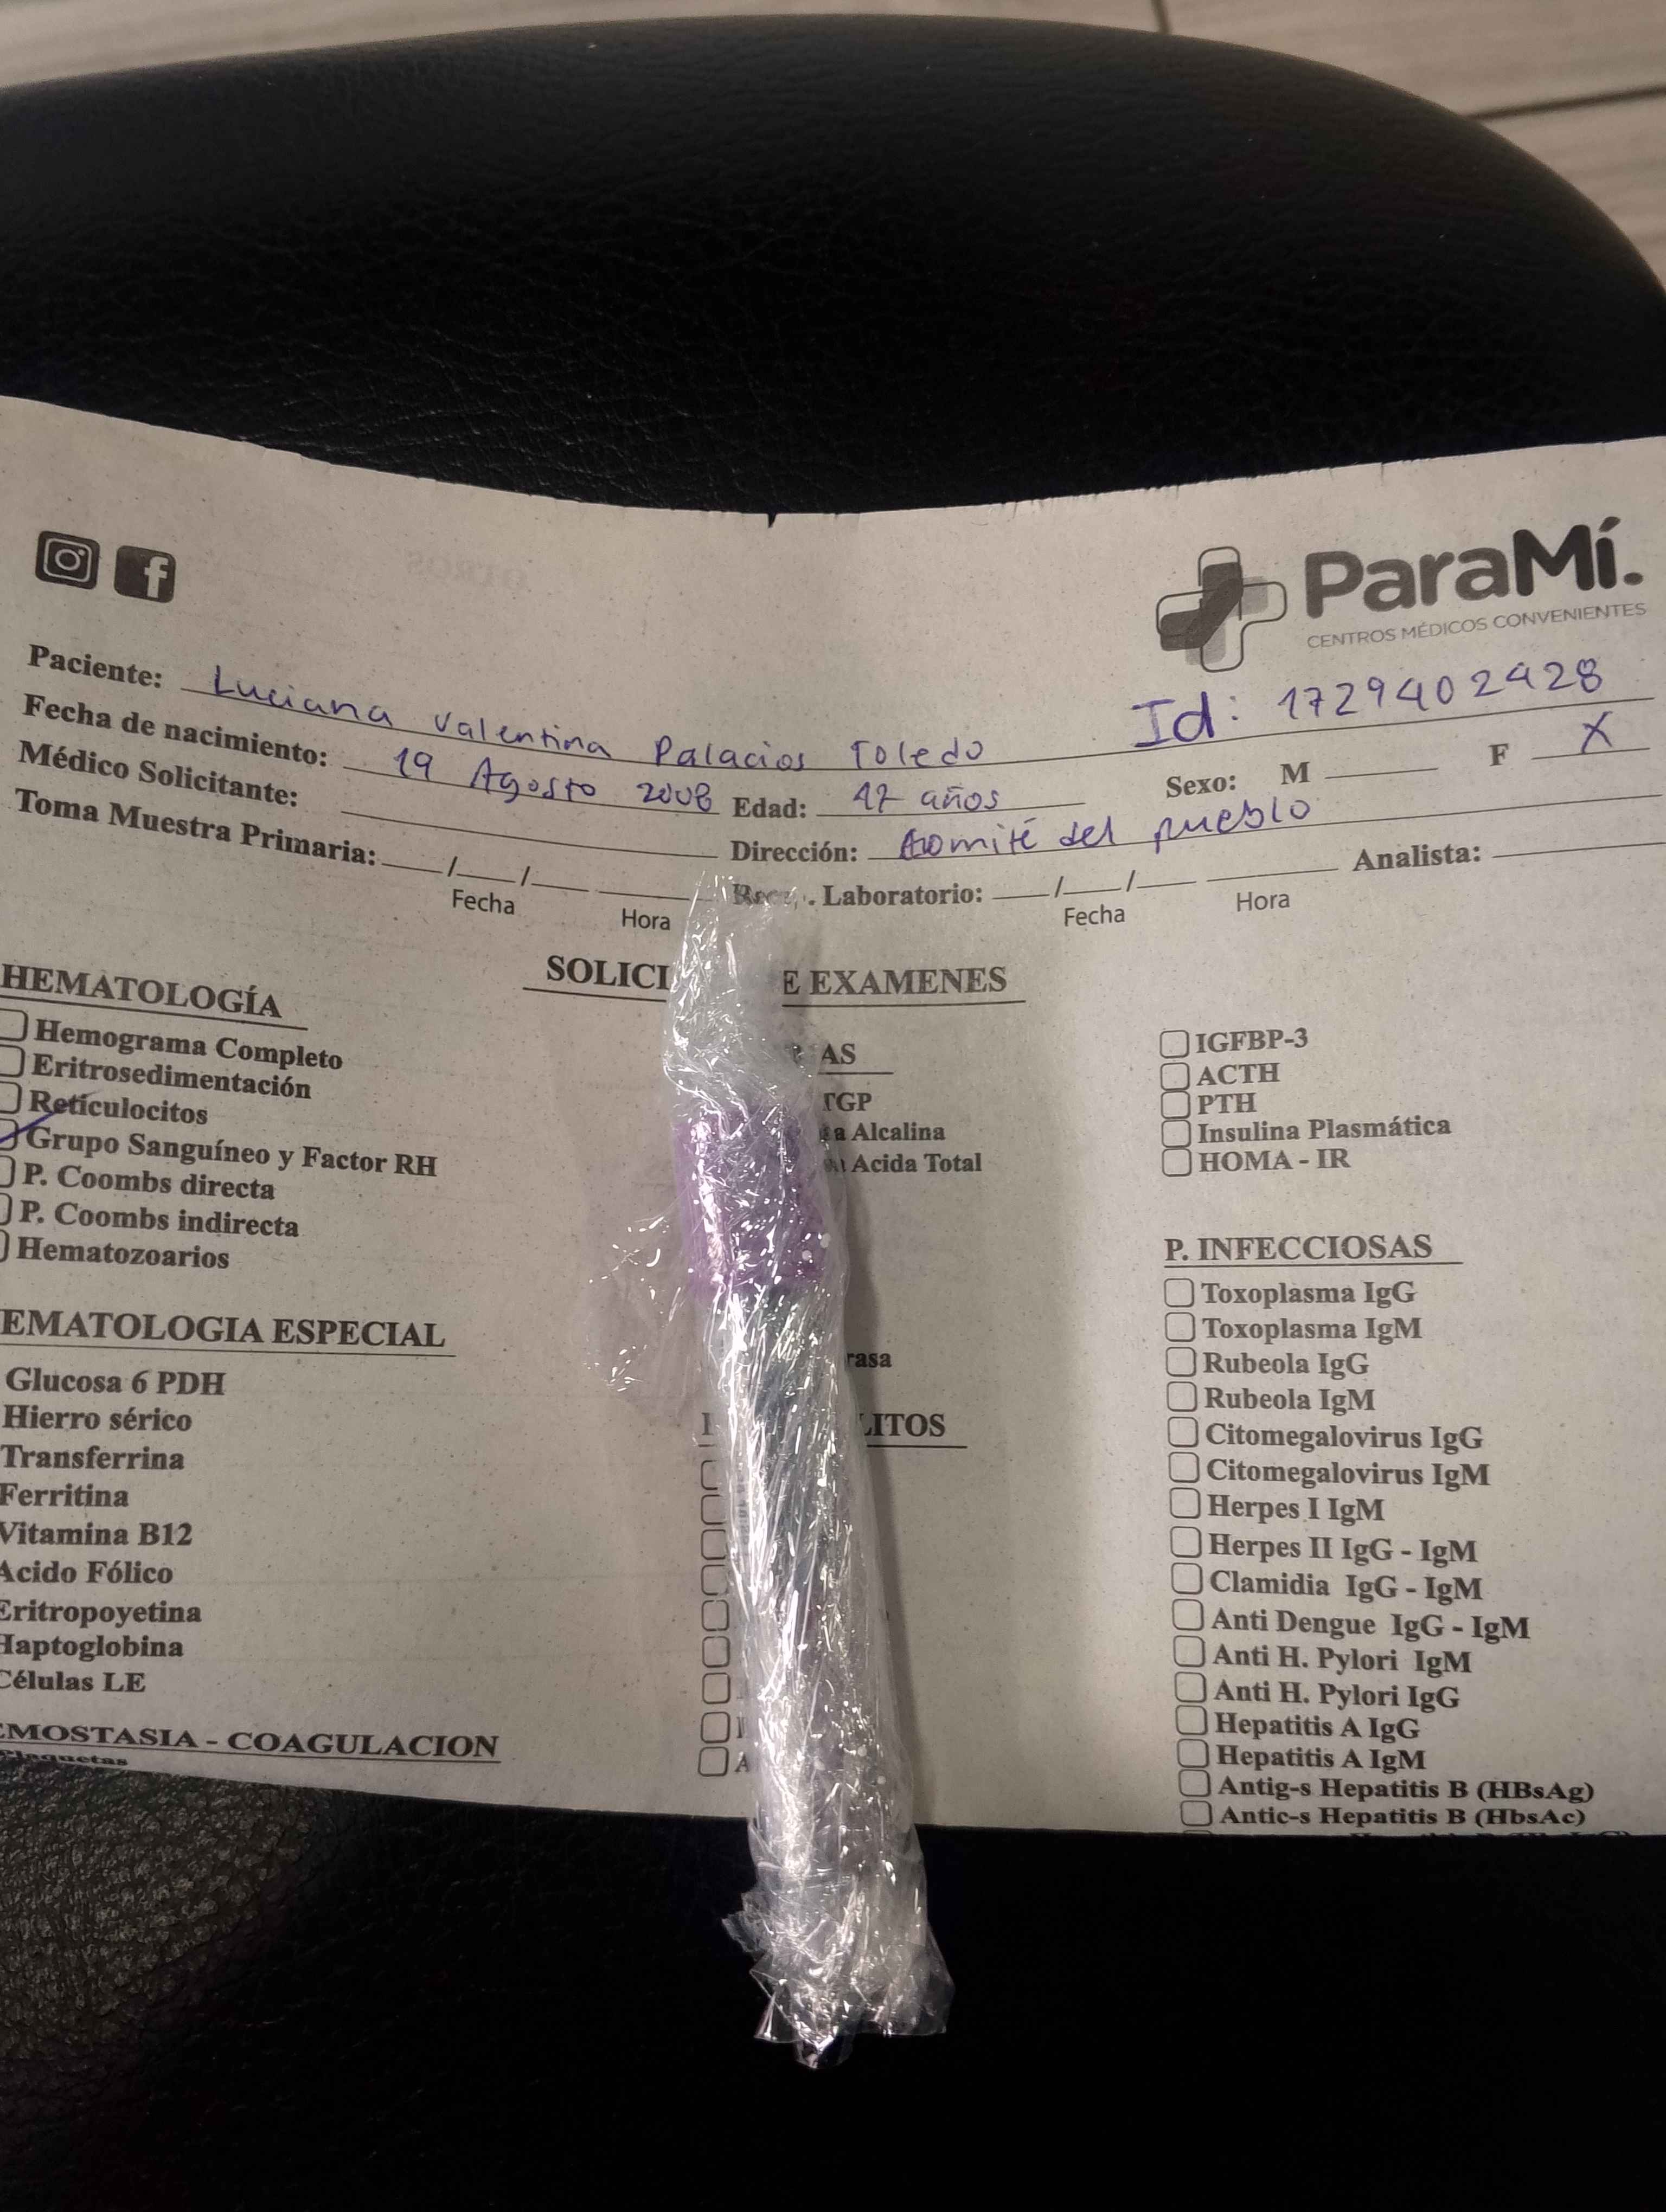 ParaMí.
CENTROS MÉDICOS CONVENIENTES
Paciente: Luciana Valentina Palacios Toledo Id: 1729402428
Fecha de nacimiento: 19 Agosto 2008 Edad: 17 años Sexo: M F X
Médico Solicitante: Dirección: Comité del pueblo
Toma Muestra Primaria: / / Laboratorio: / / Analista:
Fecha Hora Fecha Hora
SOLICI E EXAMENES
HEMATOLOGÍA
Hemograma Completo
Eritrosedimentación
Reticulocitos
Grupo Sanguíneo y Factor RH
P. Coombs directa
P. Coombs indirecta
Hematozoarios
EMATOLOGIA ESPECIAL
Glucosa 6 PDH
Hierro sérico
Transferrina
Ferritina
Vitamina B12
Acido Fólico
Eritropoyetina
Haptoglobina
Células LE
EMOSTASIA - COAGULACION
Plaquetas
AS
TGP
a Alcalina
Acida Total
rasa
LITOS
IGFBP-3
ACTH
PTH
Insulina Plasmática
HOMA - IR
P. INFECCIOSAS
Toxoplasma IgG
Toxoplasma IgM
Rubeola IgG
Rubeola IgM
Citomegalovirus IgG
Citomegalovirus IgM
Herpes I IgM
Herpes II IgG - IgM
Clamidia IgG - IgM
Anti Dengue IgG - IgM
Anti H. Pylori IgM
Anti H. Pylori IgG
Hepatitis A IgG
Hepatitis A IgM
Antig-s Hepatitis B (HBsAg)
Antic-s Hepatitis B (HbsAc)